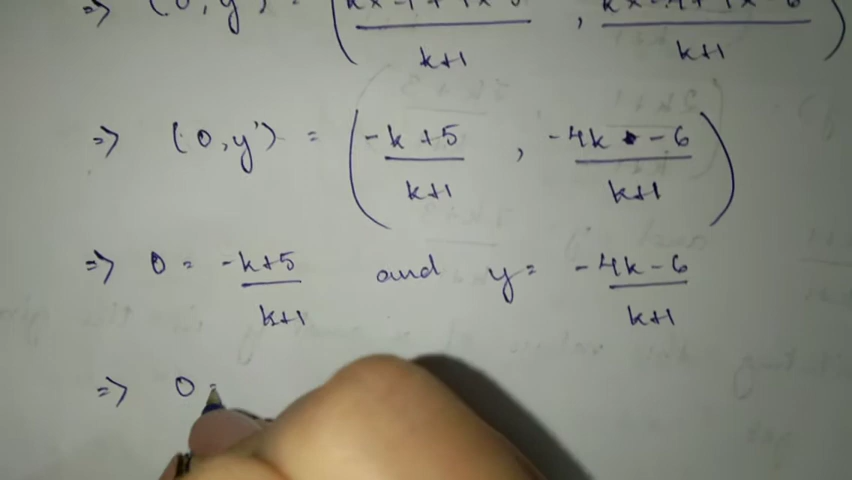 => (0, y') = ( -k+5 / k+1 , -4k - 6 / k+1 )
=> 0 = -k+5 / k+1 and y = -4k-6 / k+1
=> 0 =